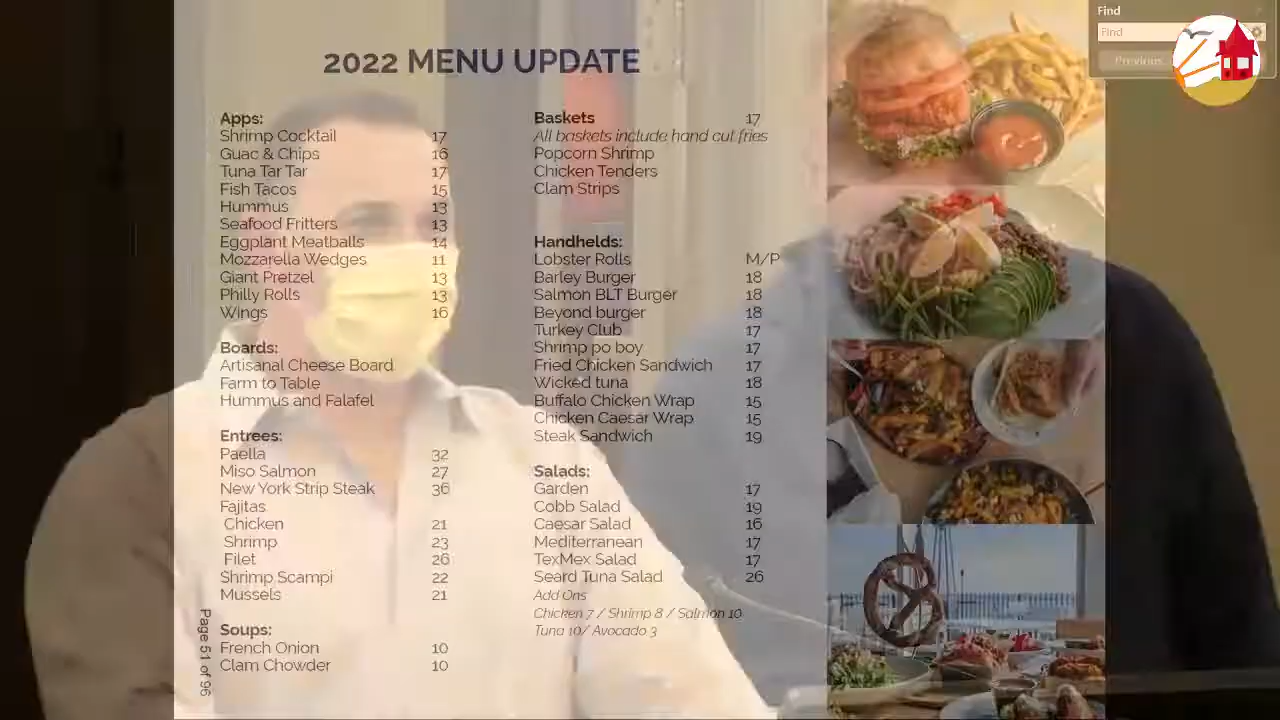 2022 MENU UPDATE
Apps:
Shrimp Cocktail 17
Guac & Chips 16
Tuna Tar Tar 17
Fish Tacos 15
Hummus 13
Seafood Fritters 13
Eggplant Meatballs 14
Mozzarella Wedges 11
Giant Pretzel 13
Philly Rolls 13
Wings 16
Boards:
Artisanal Cheese Board
Farm to Table
Hummus and Falafel
Entrees:
Paella 32
Miso Salmon 27
New York Strip Steak 36
Fajitas
Chicken 21
Shrimp 23
Filet 26
Shrimp Scampi 22
Mussels 21
Soups:
French Onion 10
Clam Chowder 10
Baskets 17
All baskets include hand cut fries
Popcorn Shrimp
Chicken Tenders
Clam Strips
Handhelds:
Lobster Rolls M/P
Barley Burger 18
Salmon BLT Burger 18
Beyond burger 18
Turkey Club 17
Shrimp po boy 17
Fried Chicken Sandwich 17
Wicked tuna 18
Buffalo Chicken Wrap 15
Chicken Caesar Wrap 15
Steak Sandwich 19
Salads:
Garden 17
Cobb Salad 19
Caesar Salad 16
Mediterranean 17
TexMex Salad 17
Seard Tuna Salad 26
Add Ons
Chicken 7 / Shrimp 8 / Salmon 10
Tuna 10/ Avocado 3
Page 51 of 96
Find
Find
Previous